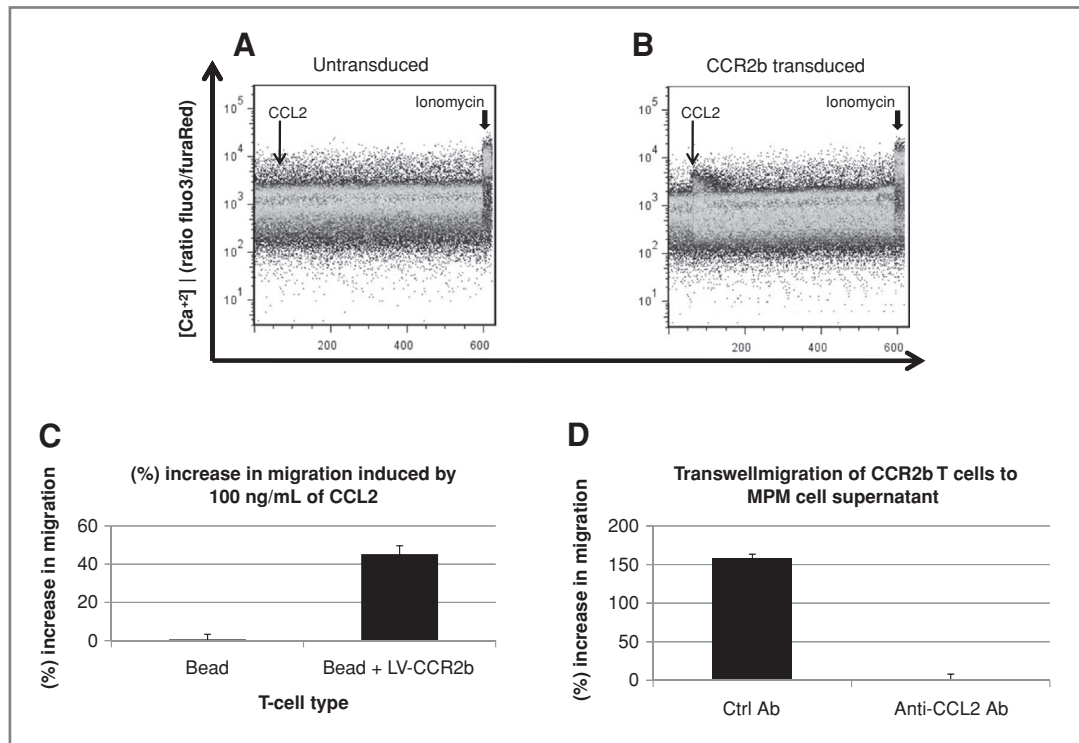 A
B
Untransduced
CCR2b transduced
CCL2
Ionomycin
CCL2
Ionomycin
[Ca+2] | (ratio fluo3/furaRed)
10^5
10^4
10^3
10^2
10^1
200
400
600
10^5
10^4
10^3
10^2
10^1
200
400
600
C
(%) increase in migration induced by
100 ng/mL of CCL2
(%) increase in migration
60
40
20
0
Bead
Bead + LV-CCR2b
T-cell type
D
Transwellmigration of CCR2b T cells to
MPM cell supernatant
(%) increase in migration
200
150
100
50
0
Ctrl Ab
Anti-CCL2 Ab